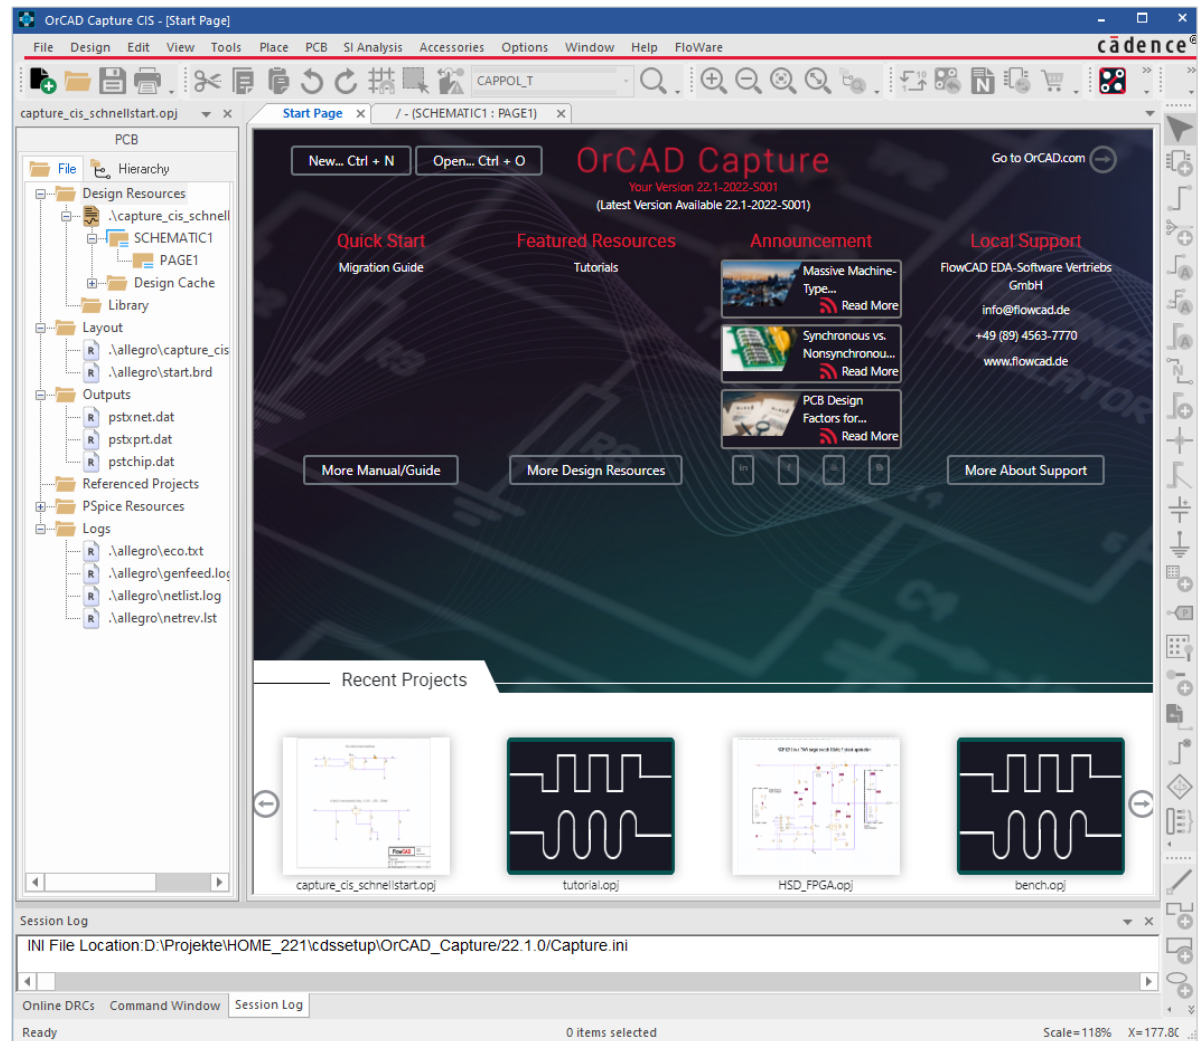 OrCAD Capture CIS - [Start Page]
File Design Edit View Tools Place PCB SI Analysis Accessories Options Window Help FloWare
cādence®
CAPPOL_T
capture_cis_schnellstart.opj
Start Page
/ - (SCHEMATIC1 : PAGE1)
PCB
File
Hierarchy
Design Resources
.\capture_cis_schnell
SCHEMATIC1
PAGE1
Design Cache
Library
Layout
.\allegro\capture_cis
.\allegro\start.brd
Outputs
pstxnet.dat
pstxprt.dat
pstchip.dat
Referenced Projects
PSpice Resources
Logs
.\allegro\eco.txt
.\allegro\genfeed.log
.\allegro\netlist.log
.\allegro\netrev.lst
New... Ctrl + N
Open... Ctrl + O
OrCAD Capture
Your Version 22.1-2022-S001
(Latest Version Available 22.1-2022-S001)
Go to OrCAD.com
Quick Start
Migration Guide
More Manual/Guide
Featured Resources
Tutorials
More Design Resources
Announcement
Massive Machine-
Type...
Read More
Synchronous vs.
Nonsynchronou...
Read More
PCB Design
Factors for...
Read More
Local Support
FlowCAD EDA-Software Vertriebs
GmbH
info@flowcad.de
+49 (89) 4563-7770
www.flowcad.de
More About Support
Recent Projects
FlowCAD
capture_cis_schnellstart.opj
tutorial.opj
HSD_FPGA.opj
bench.opj
Session Log
INI File Location:D:\Projekte\HOME_221\cdssetup\OrCAD_Capture/22.1.0/Capture.ini
Online DRCs
Command Window
Session Log
Ready
0 items selected
Scale=118%
X=177.80